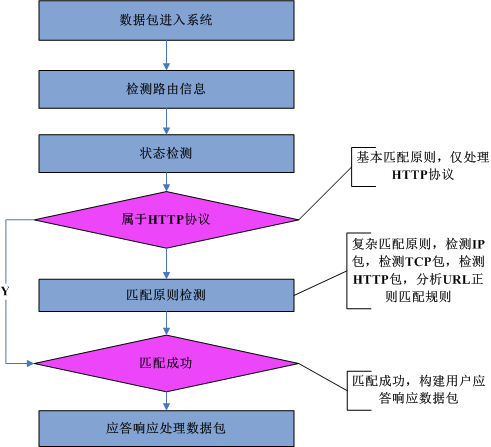 数据包进入系统
检测路由信息
状态检测
基本匹配原则，仅处理
HTTP协议
属于HTTP协议
复杂匹配原则，检测IP
包，检测TCP包，检测
HTTP包，分析URL正
则匹配规则
Y
匹配原则检测
匹配成功
匹配成功，构建用户应
答响应数据包
应答响应处理数据包